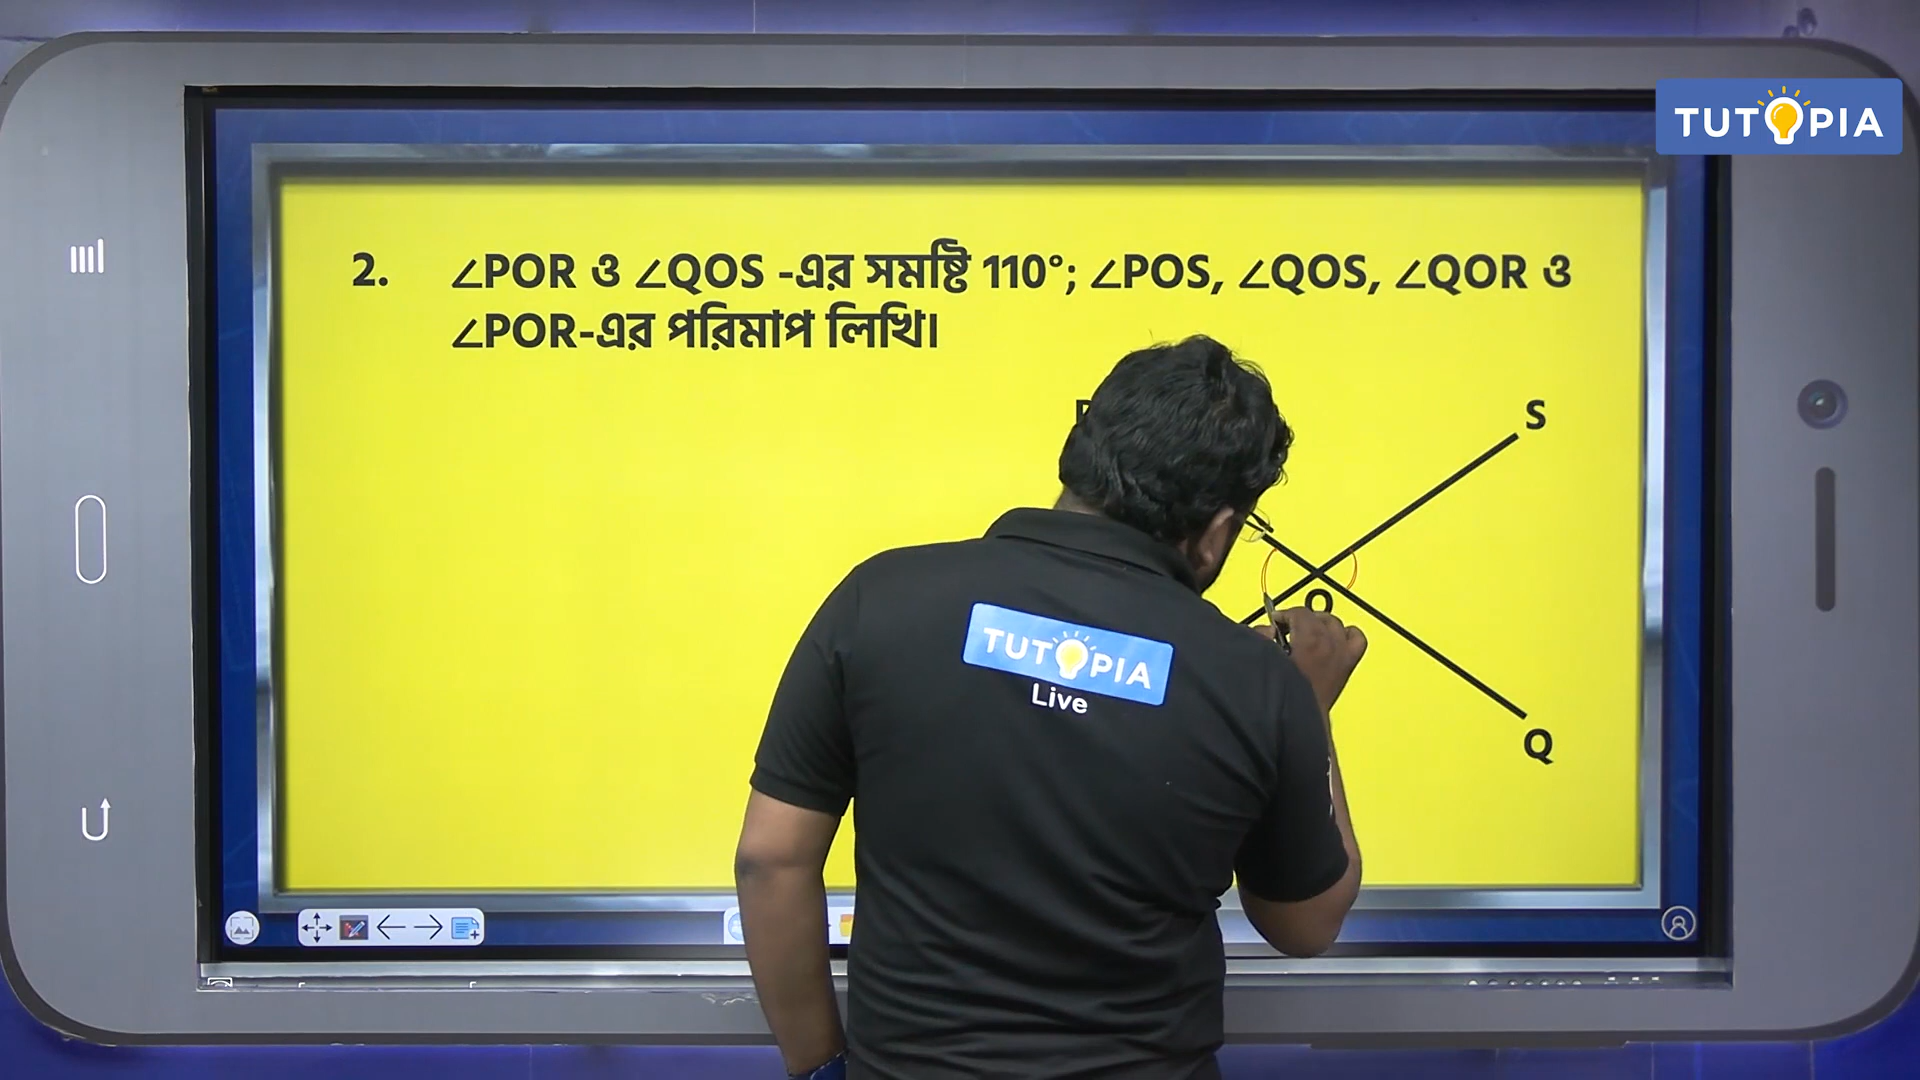 TUTOPIA
2. ∠POR ও ∠QOS -এর সমষ্টি 110°; ∠POS, ∠QOS, ∠QOR ও
∠POR-এর পরিমাপ লিখি।
S
O
Q
TUTOPIA
Live